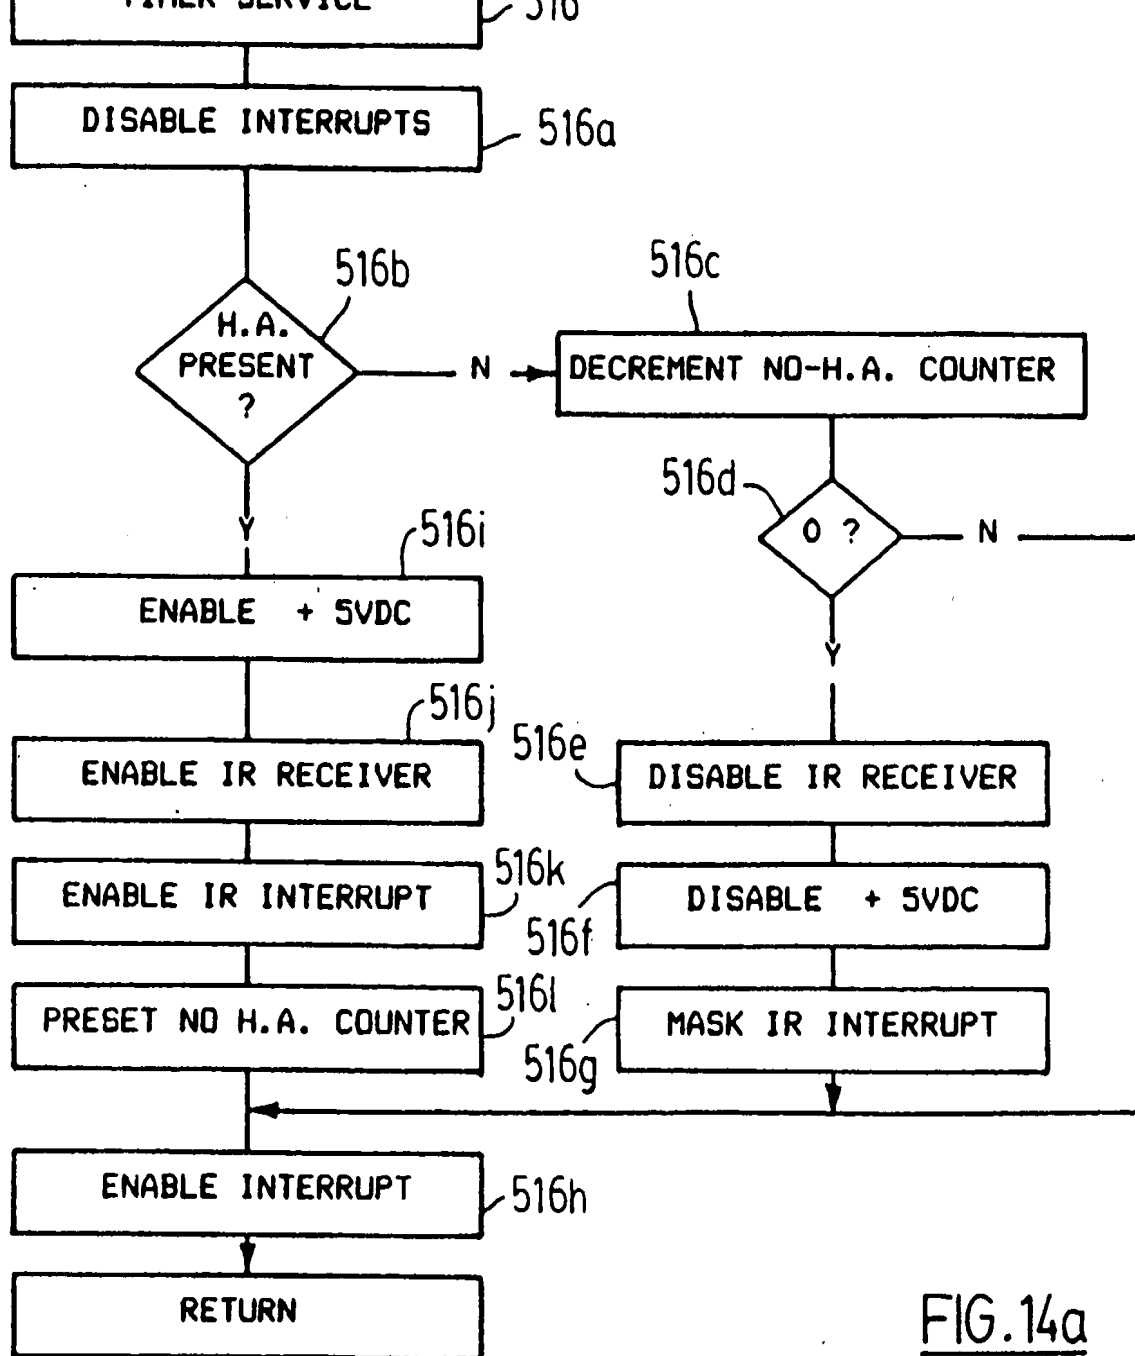 TIMER SERVICE
516
DISABLE INTERRUPTS
516a
516b
H.A.
PRESENT
?
N
516c
DECREMENT NO-H.A. COUNTER
516d
0 ?
N
Y
Y
516i
ENABLE + 5VDC
516j
ENABLE IR RECEIVER
516e
DISABLE IR RECEIVER
516k
ENABLE IR INTERRUPT
516f
DISABLE + 5VDC
516l
PRESET NO H.A. COUNTER
516g
MASK IR INTERRUPT
ENABLE INTERRUPT
516h
RETURN
FIG.14a